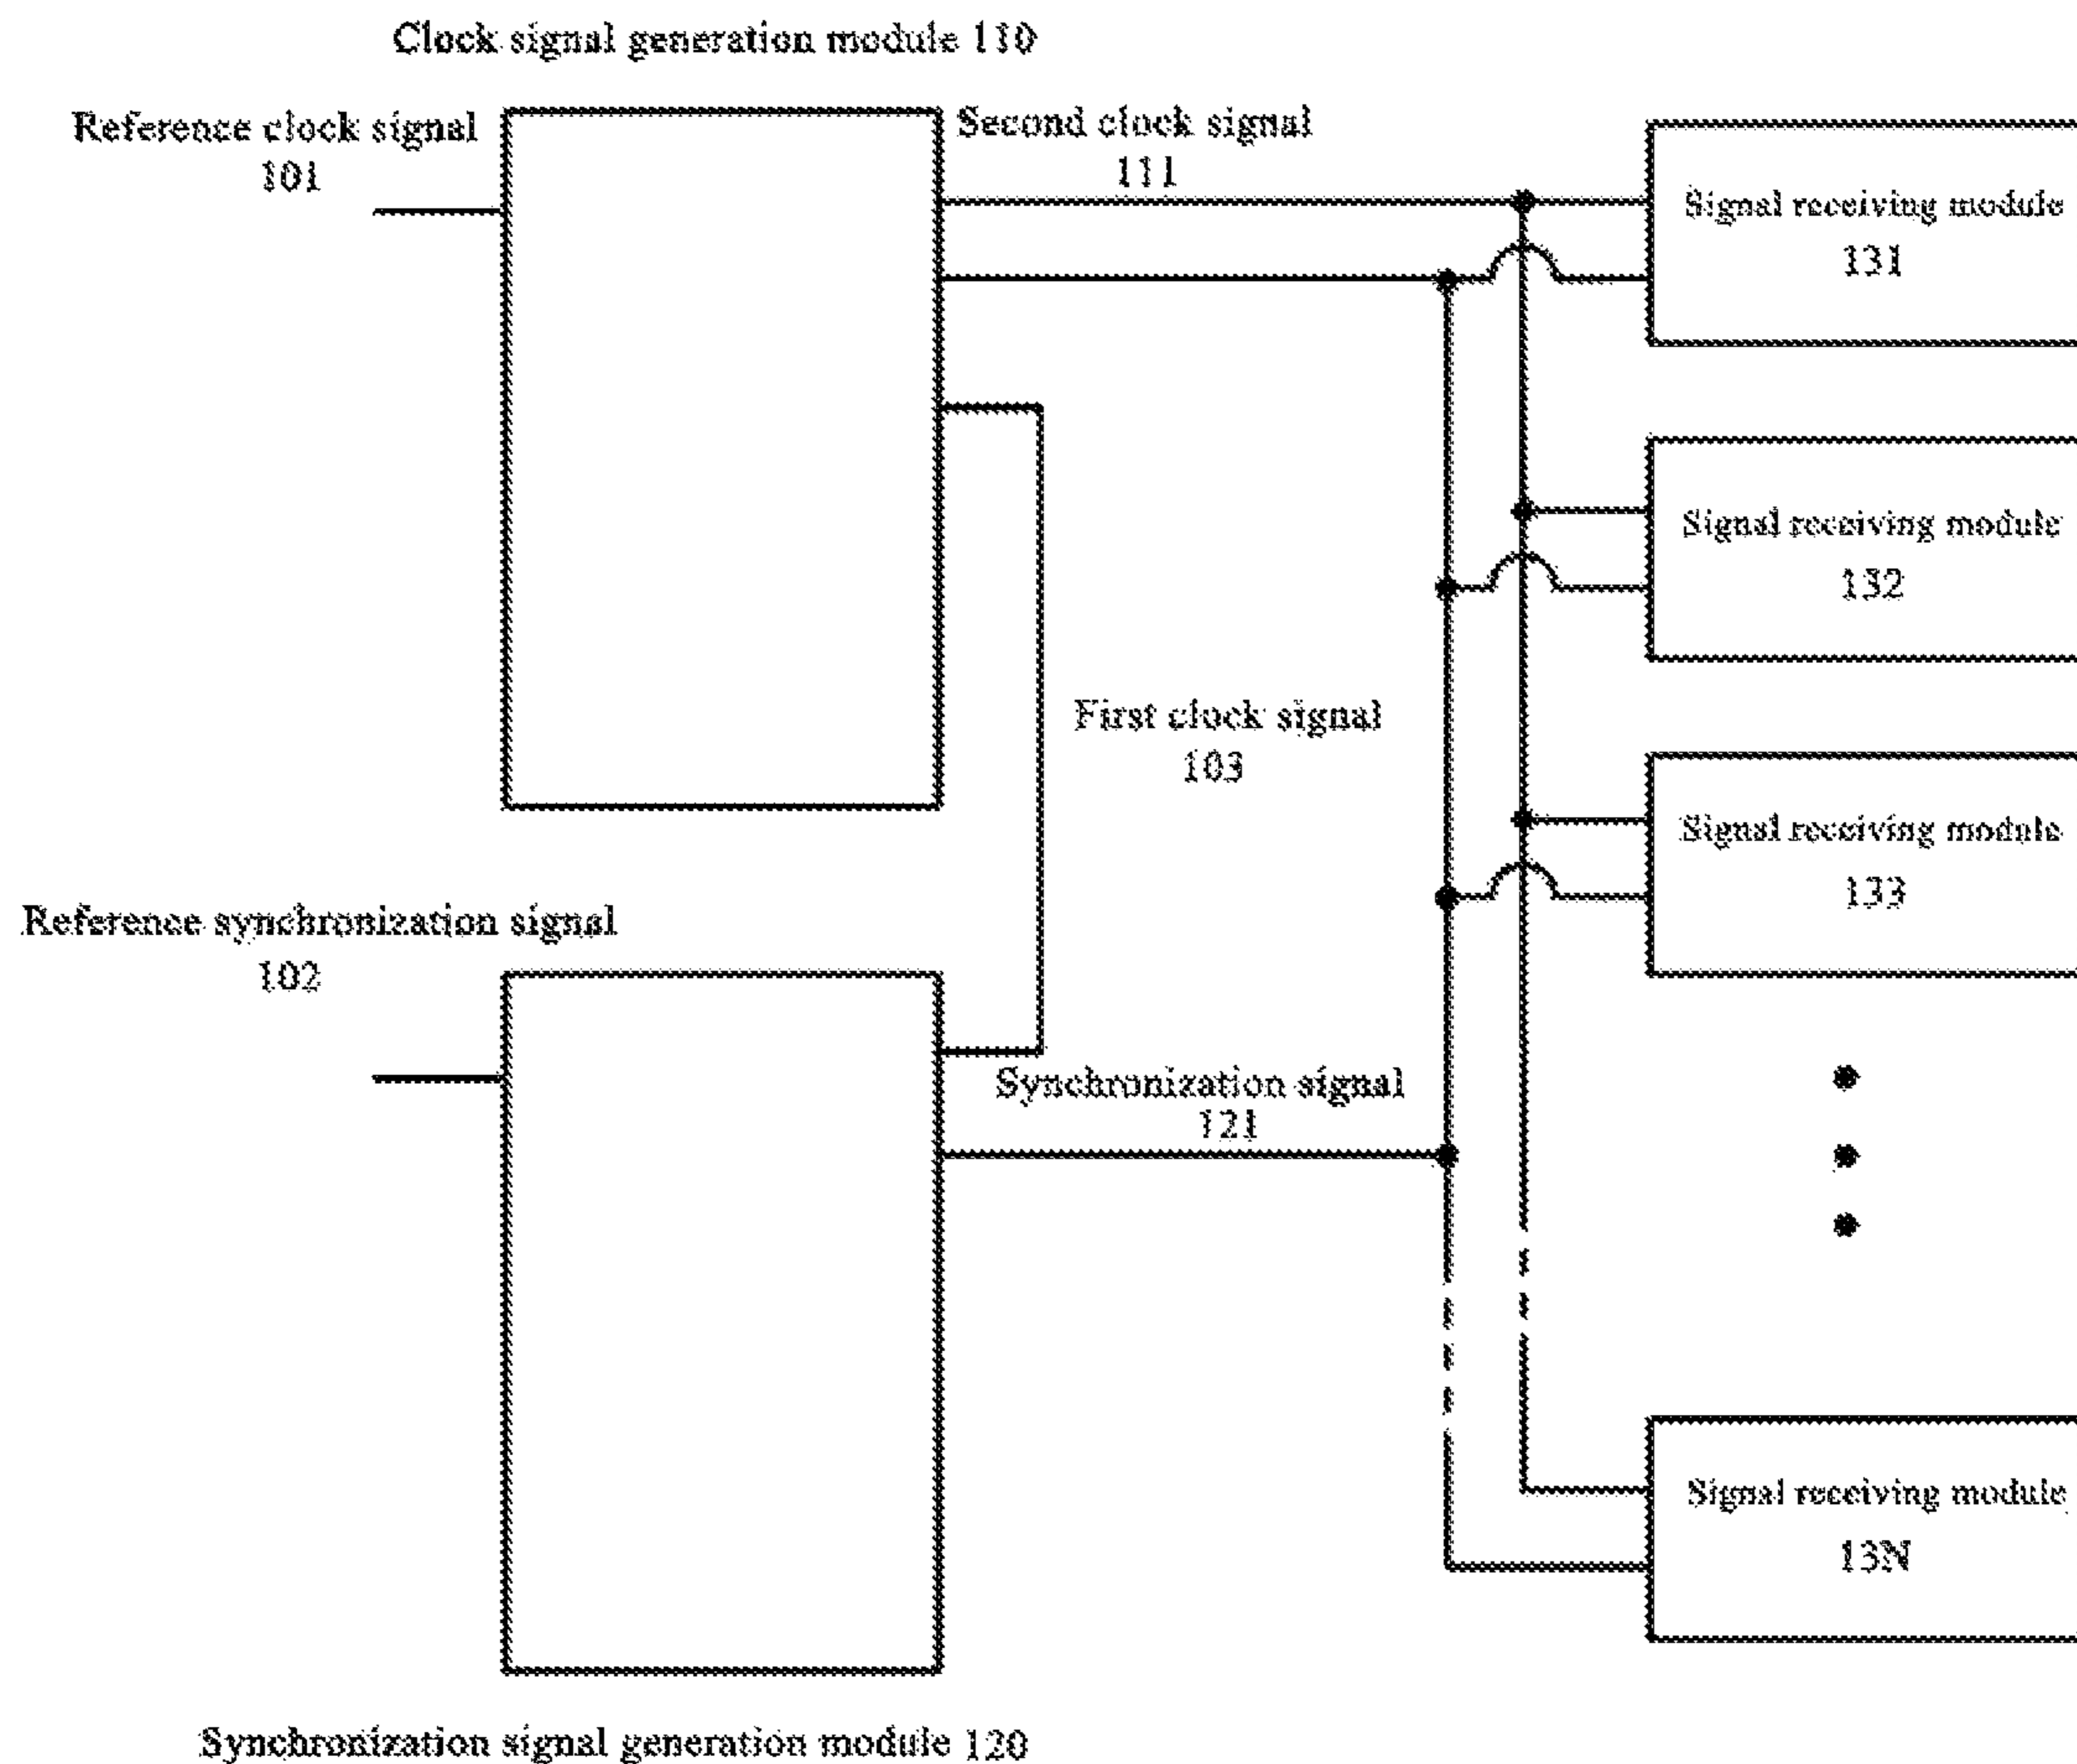 Clock signal generation module 110
Reference clock signal
101
Second clock signal
111
Signal receiving module
131
Signal receiving module
132
First clock signal
103
Signal receiving module
133
Reference synchronization signal
102
Synchronization signal
121
Signal receiving module
13N
Synchronization signal generation module 120